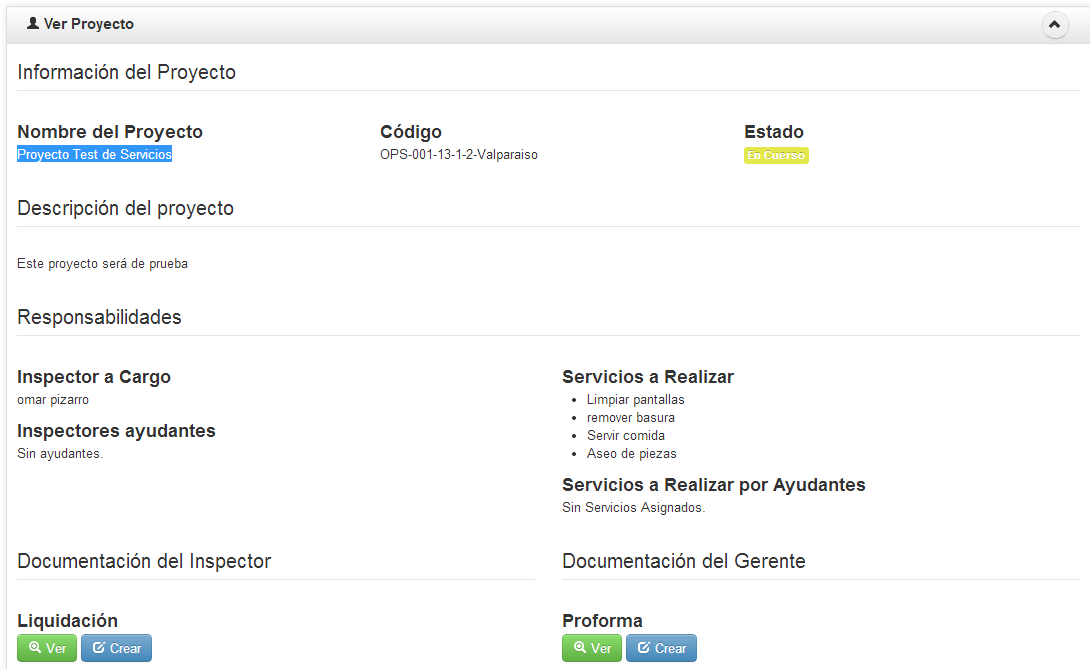 Ver Proyecto
Información del Proyecto
Nombre del Proyecto
Proyecto Test de Servicios
Código
OPS-001-13-1-2-Valparaiso
Estado
En Cuerso
Descripción del proyecto
Este proyecto será de prueba
Responsabilidades
Inspector a Cargo
omar pizarro
Inspectores ayudantes
Sin ayudantes.
Servicios a Realizar
Limpiar pantallas
remover basura
Servir comida
Aseo de piezas
Servicios a Realizar por Ayudantes
Sin Servicios Asignados.
Documentación del Inspector
Liquidación
Ver Crear
Documentación del Gerente
Proforma
Ver Crear